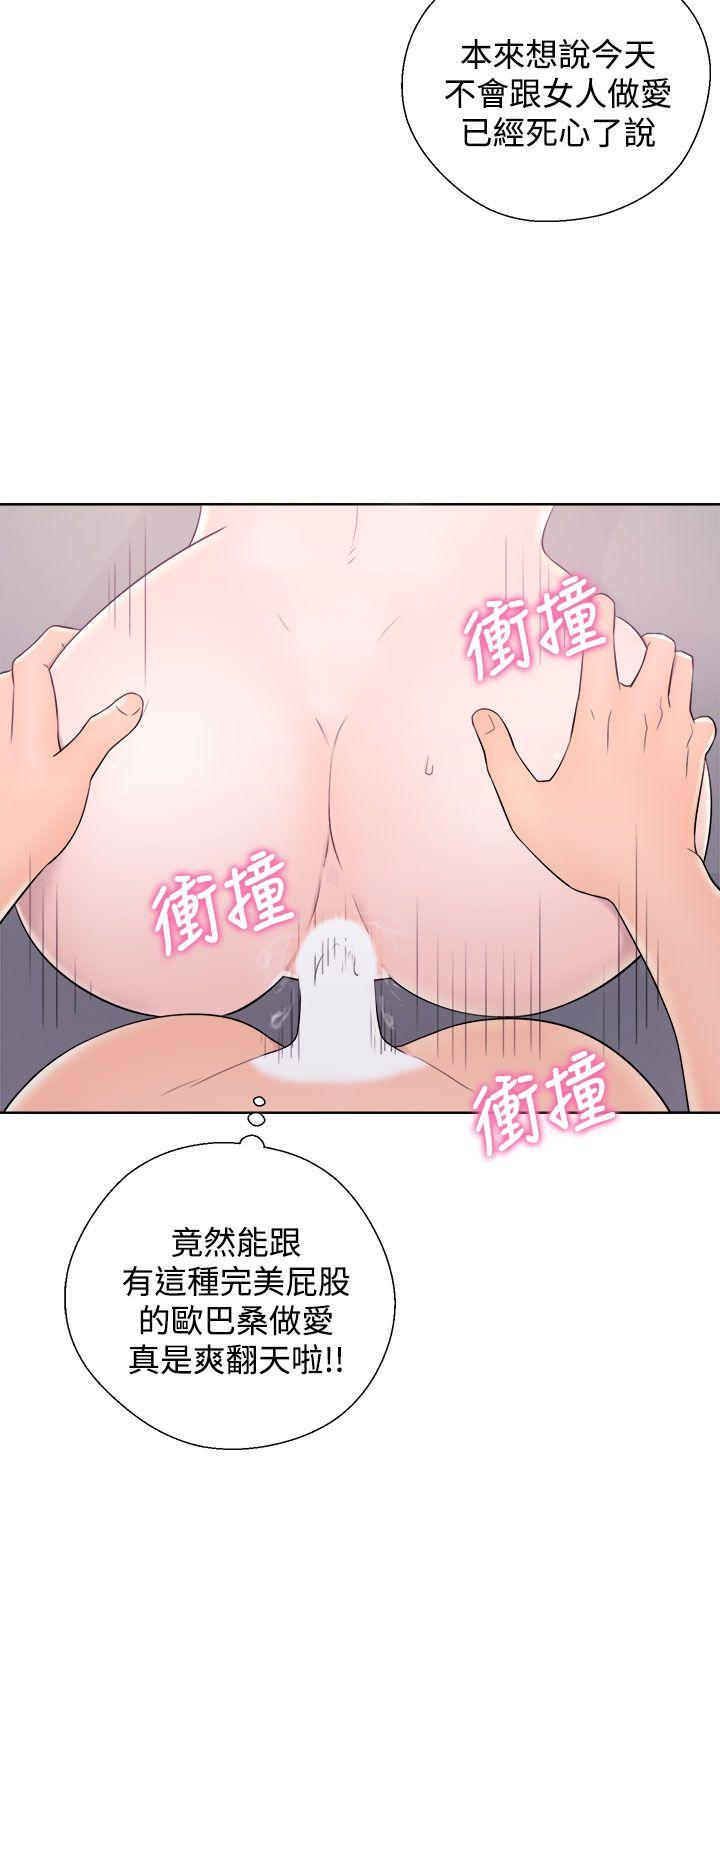 本來想說今天
不會跟女人做愛
已經死心了說
衝撞
衝撞
衝撞
竟然能跟
有這種完美屁股
的歐巴桑做愛
真是爽翻天啦!!